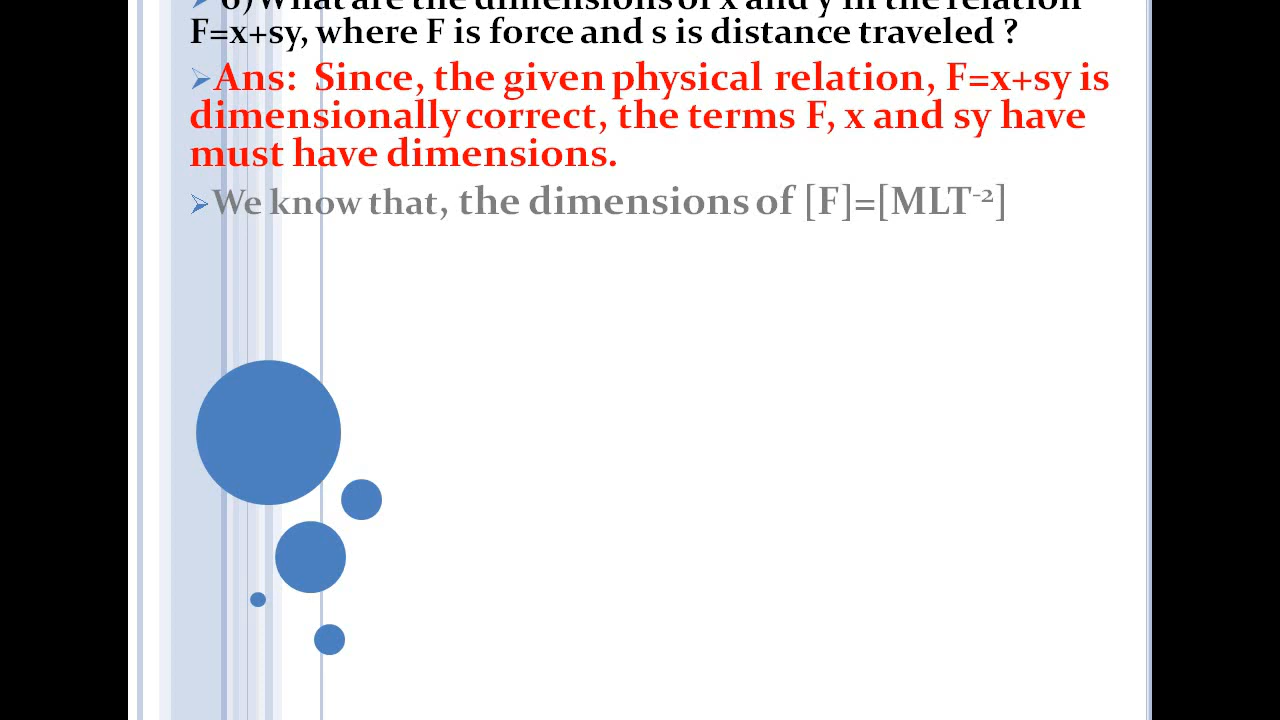 6) What are the dimensions of x and y in the relation
F=x+sy, where F is force and s is distance traveled ?
Ans: Since, the given physical relation, F=x+sy is
dimensionally correct, the terms F, x and sy have
must have dimensions.
We know that, the dimensions of [F]=[MLT⁻²]